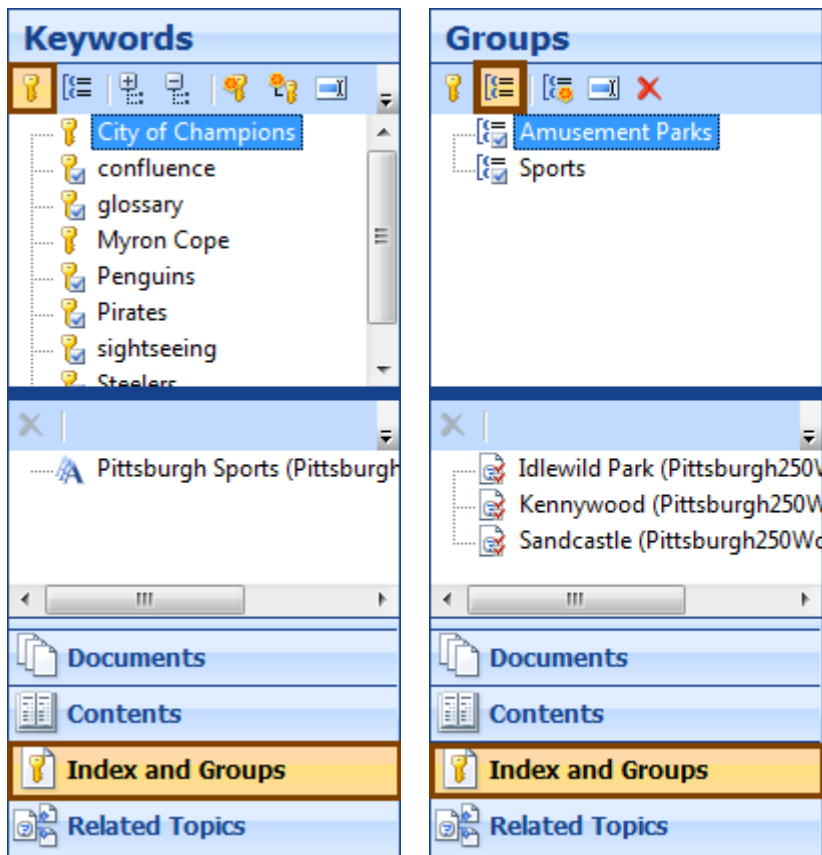 Keywords
City of Champions
confluence
glossary
Myron Cope
Penguins
Pirates
sightseeing
Steelers
Pittsburgh Sports (Pittsburgh
Documents
Contents
Index and Groups
Related Topics
Groups
Amusement Parks
Sports
Idlewild Park (Pittsburgh250W
Kennywood (Pittsburgh250W
Sandcastle (Pittsburgh250Wo
Documents
Contents
Index and Groups
Related Topics